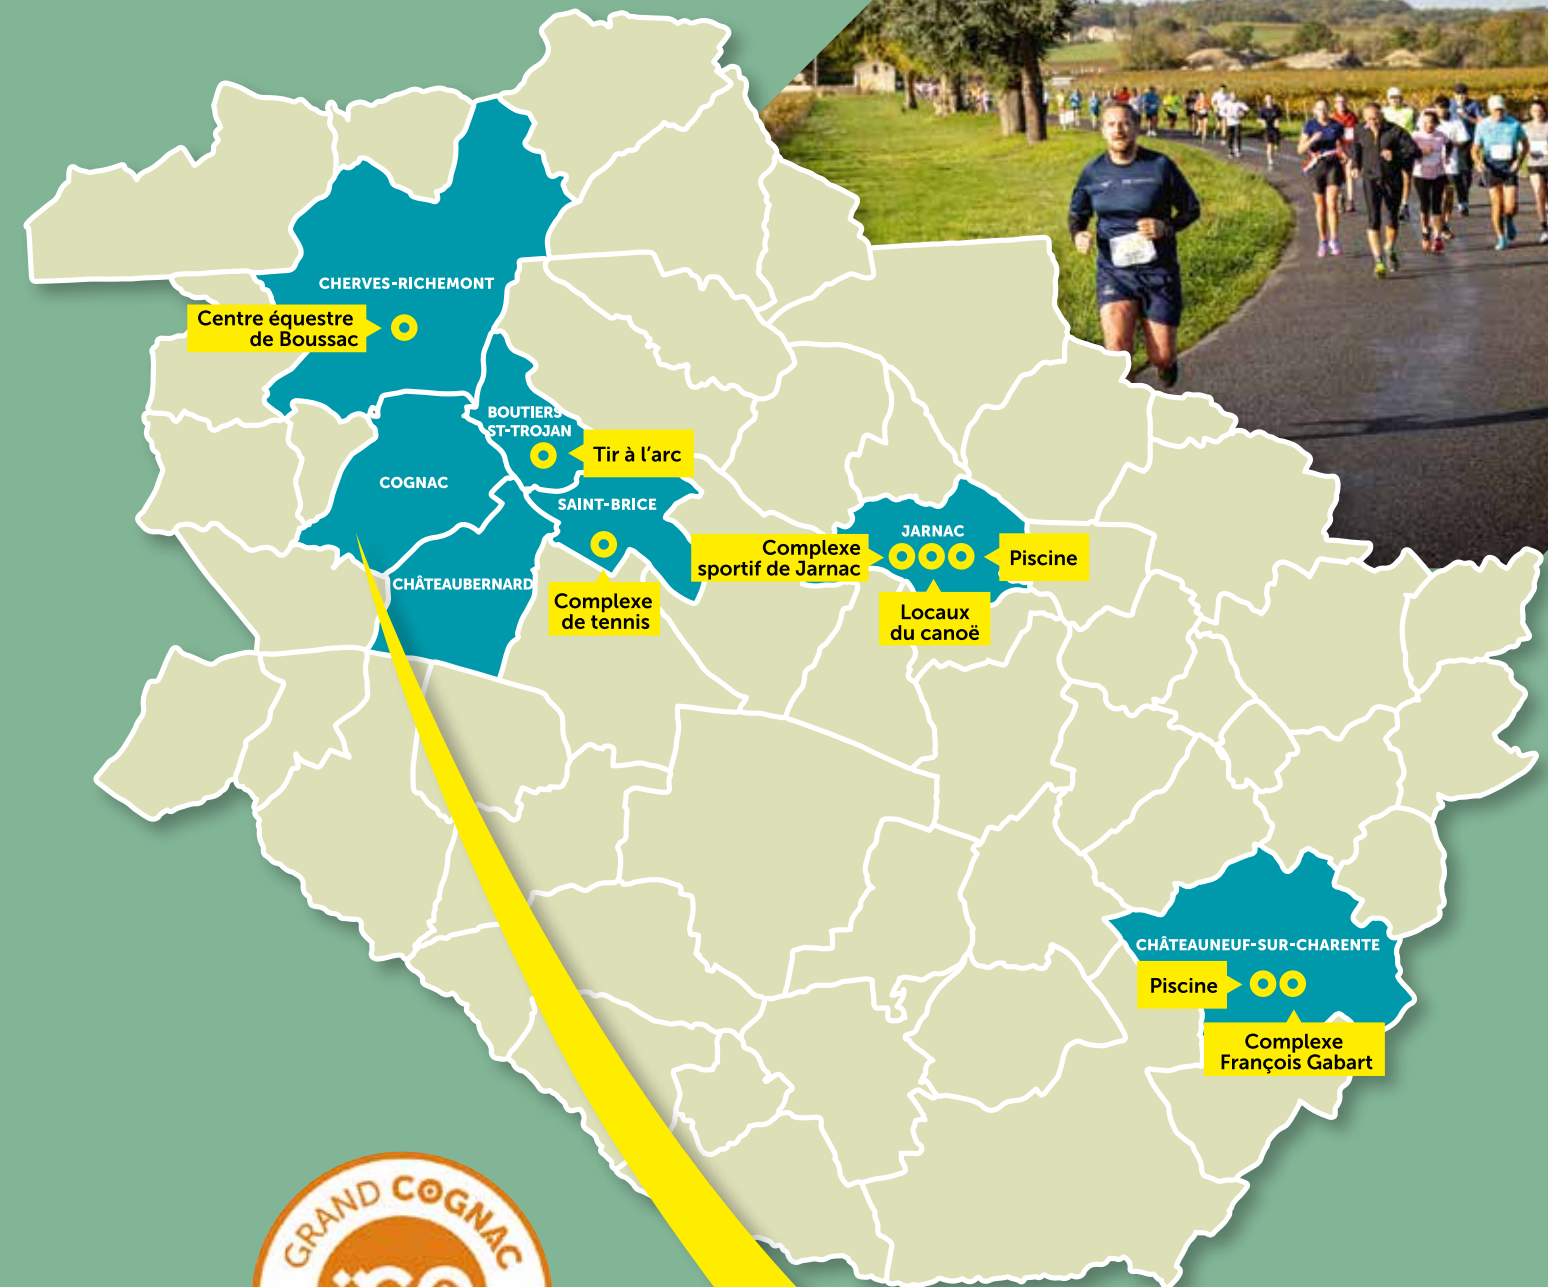 CHERVES-RICHEMONT
Centre équestre
de Boussac
BOUTIERS
ST-TROJAN
Tir à l'arc
COGNAC
SAINT-BRICE
Complexe
de tennis
CHÂTEAUBERNARD
JARNAC
Complexe
sportif de Jarnac
Piscine
Locaux
du canoë
CHÂTEAUNEUF-SUR-CHARENTE
Piscine
Complexe
François Gabart
GRAND COGNAC